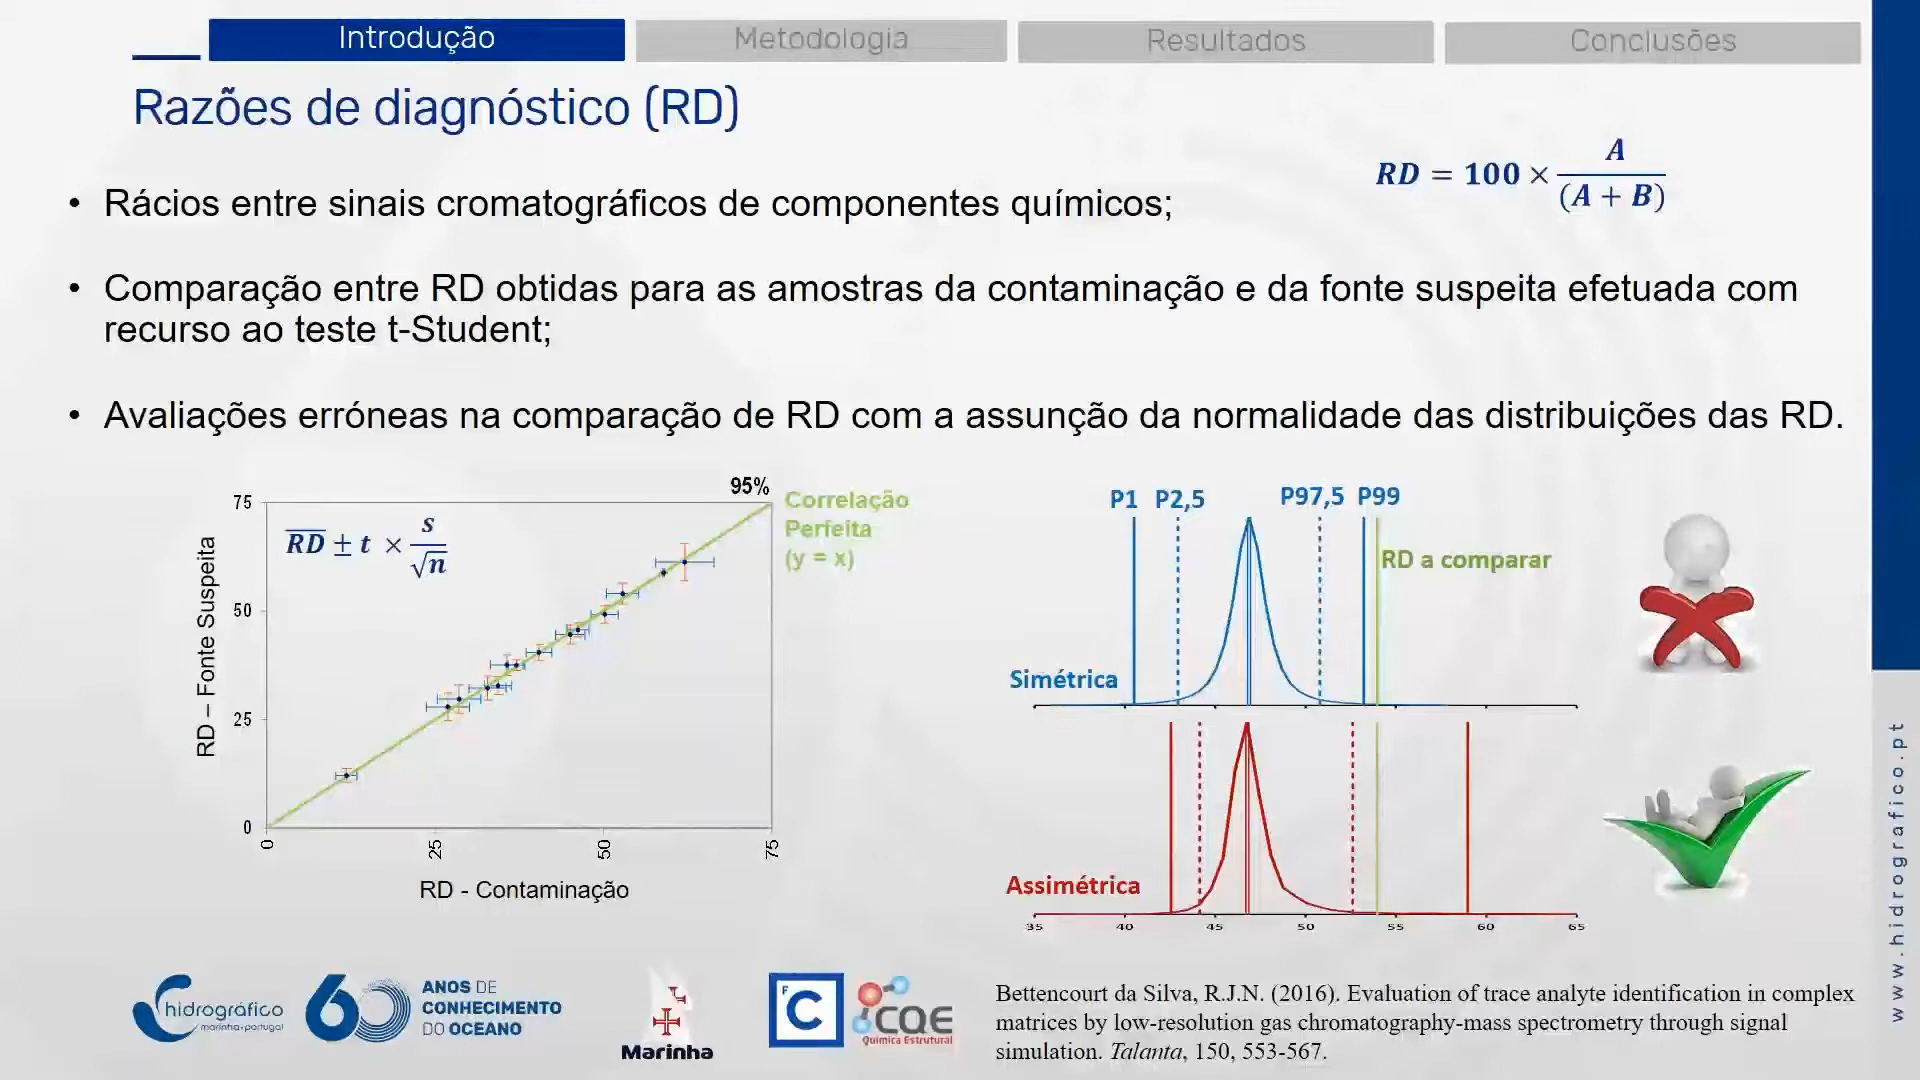 Introdução
Metodologia
Resultados
Conclusões
Razões de diagnóstico (RD)
RD = 100 × A / (A + B)
• Rácios entre sinais cromatográficos de componentes químicos;
• Comparação entre RD obtidas para as amostras da contaminação e da fonte suspeita efetuada com
recurso ao teste t-Student;
• Avaliações erróneas na comparação de RD com a assunção da normalidade das distribuições das RD.
95%
Correlação
Perfeita
(y = x)
75
50
25
0
RD – Fonte Suspeita
RD ± t × s / √n
0
25
50
75
RD - Contaminação
P1
P2,5
P97,5
P99
RD a comparar
Simétrica
Assimétrica
35
40
45
50
55
60
65
www.hidrografico.pt
hidrográfico
marinha-portugal
60
ANOS DE
CONHECIMENTO
DO OCEANO
Marinha
F
C
CQE
Química Estrutural
Bettencourt da Silva, R.J.N. (2016). Evaluation of trace analyte identification in complex
matrices by low-resolution gas chromatography-mass spectrometry through signal
simulation. Talanta, 150, 553-567.